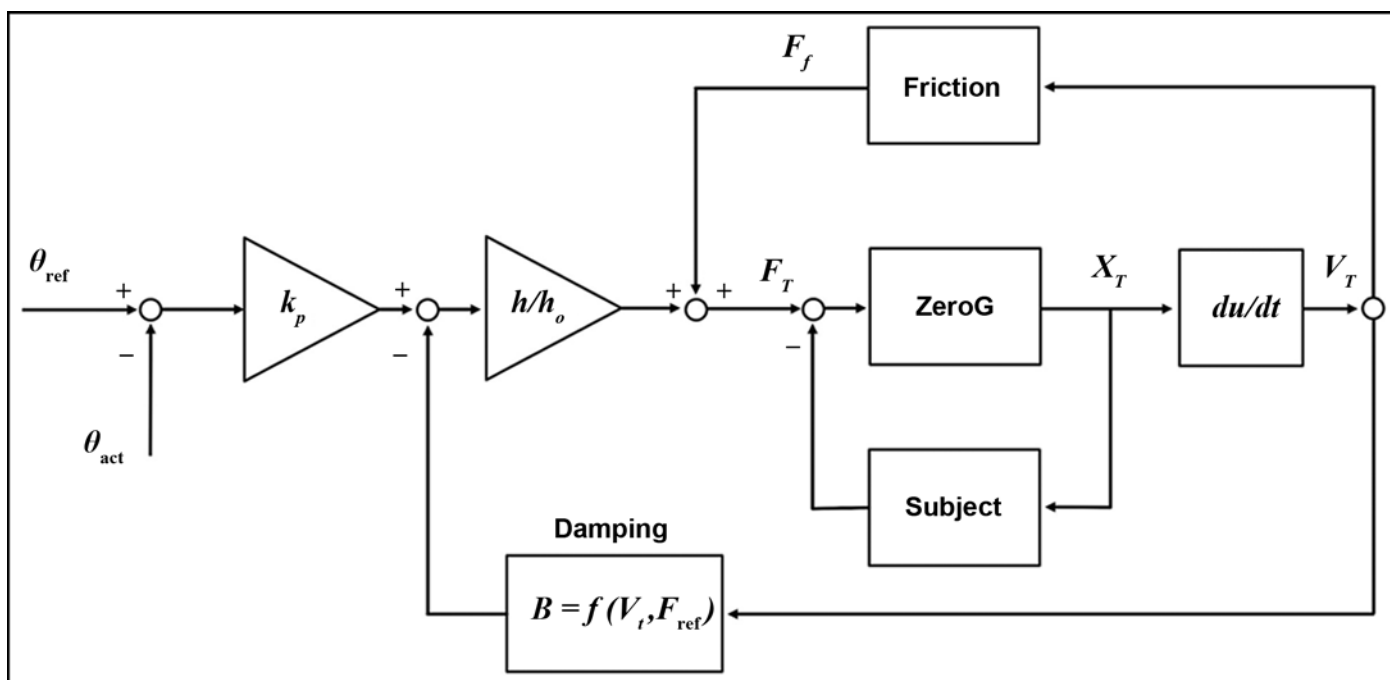 F_f
Friction
θ_ref
+
−
θ_act
k_p
+
−
h/h_o
+
+
F_T
−
ZeroG
X_T
du/dt
V_T
Subject
Damping
B = f (V_t,F_ref)